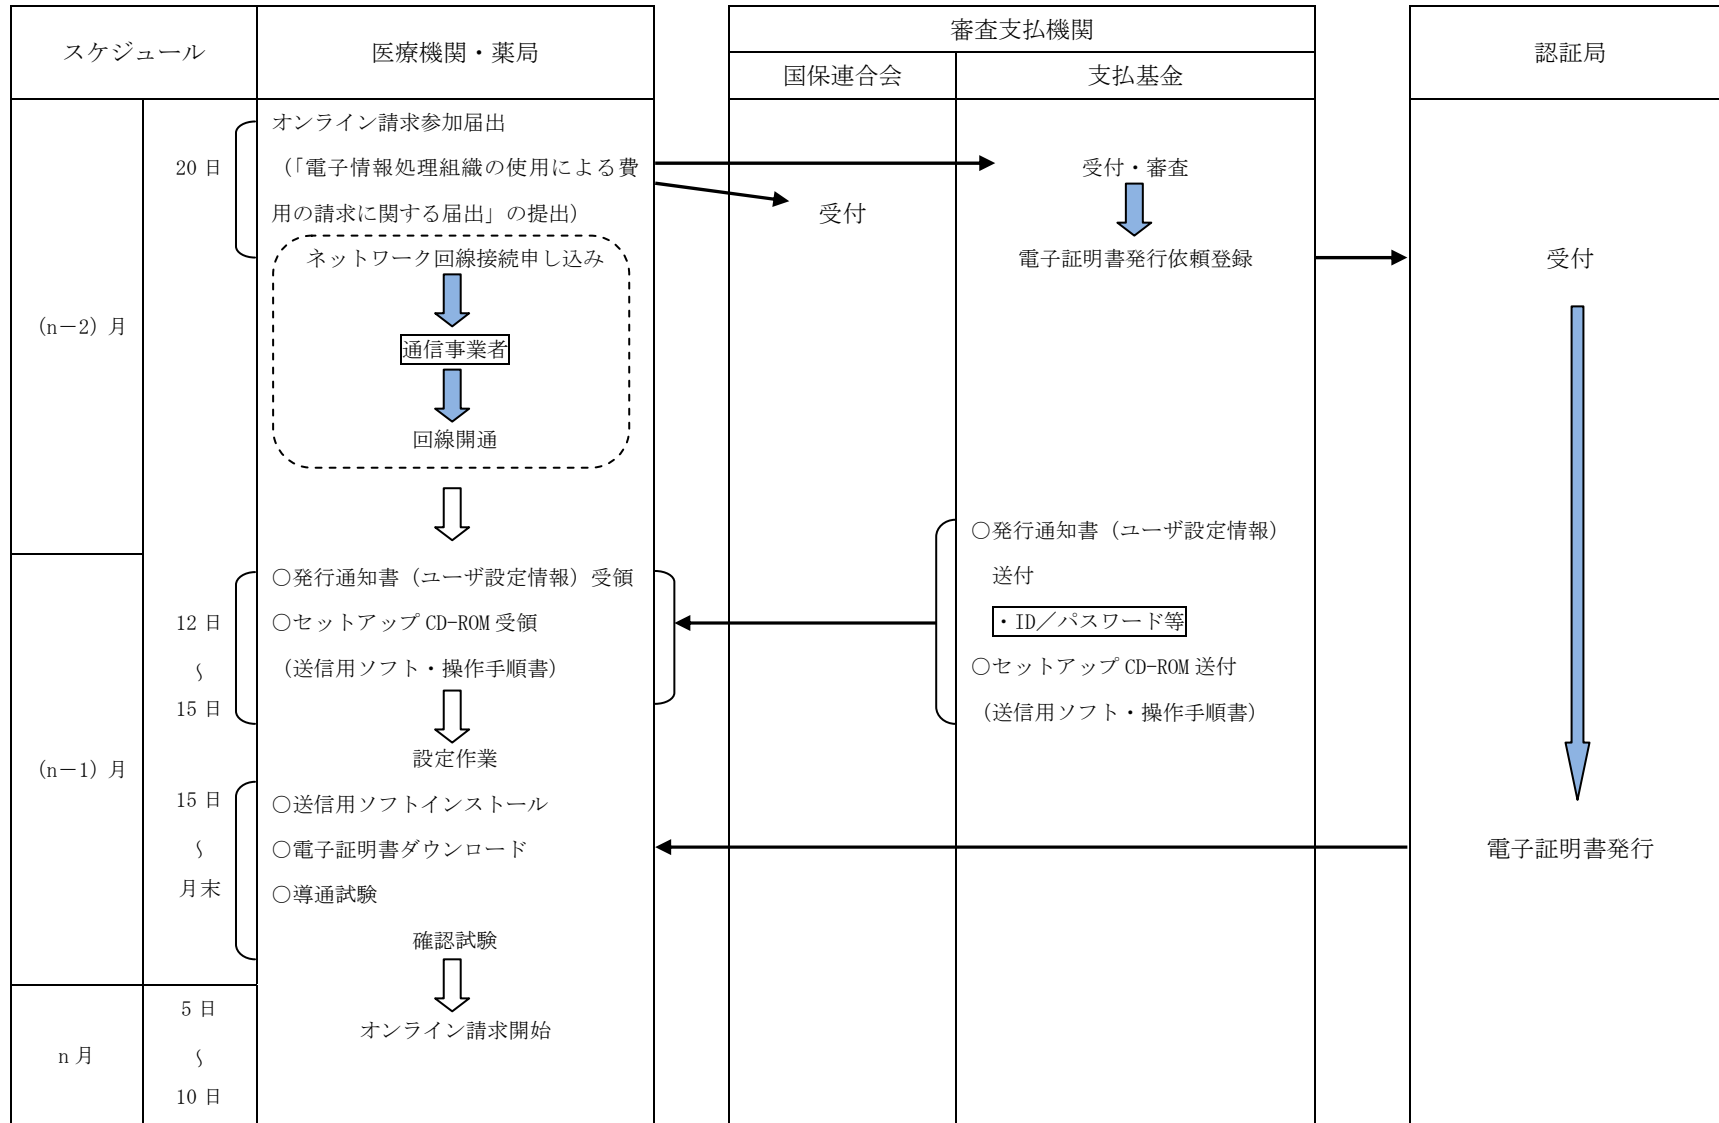 スケジュール
医療機関・薬局
審査支払機関
国保連合会
支払基金
認証局
(n－2) 月
20 日
オンライン請求参加届出
（「電子情報処理組織の使用による費
用の請求に関する届出」の提出）
受付
受付・審査
電子証明書発行依頼登録
受付
ネットワーク回線接続申し込み
通信事業者
回線開通
○発行通知書（ユーザ設定情報）
送付
・ID／パスワード等
○セットアップ CD-ROM 送付
（送信用ソフト・操作手順書）
(n－1) 月
12 日
～
15 日
○発行通知書（ユーザ設定情報）受領
○セットアップ CD-ROM 受領
（送信用ソフト・操作手順書）
設定作業
15 日
～
月末
○送信用ソフトインストール
○電子証明書ダウンロード
○導通試験
確認試験
電子証明書発行
n 月
5 日
～
10 日
オンライン請求開始